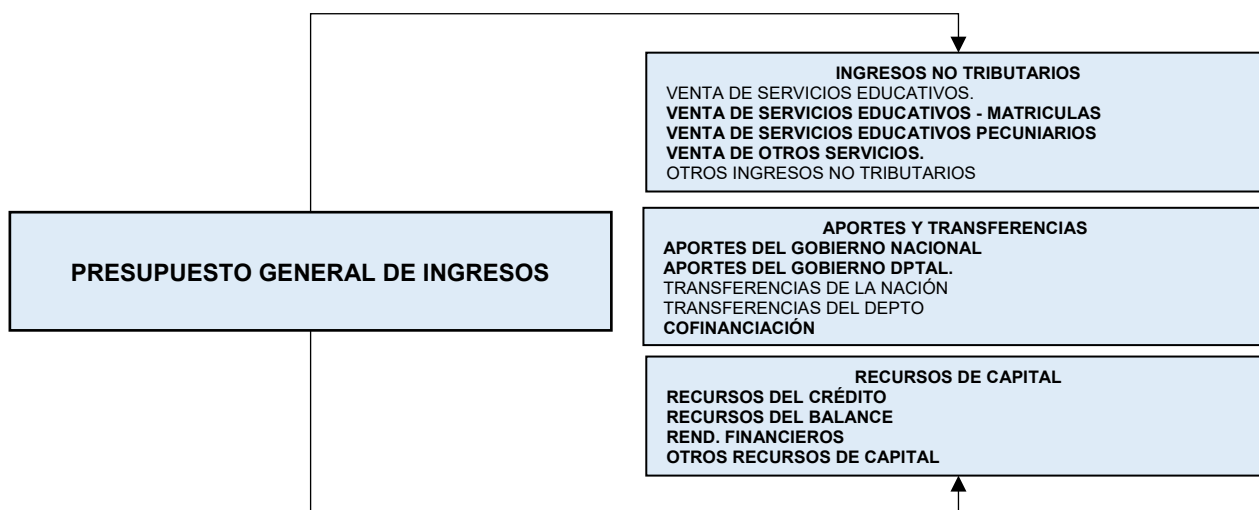 INGRESOS NO TRIBUTARIOS
VENTA DE SERVICIOS EDUCATIVOS.
VENTA DE SERVICIOS EDUCATIVOS - MATRICULAS
VENTA DE SERVICIOS EDUCATIVOS PECUNIARIOS
VENTA DE OTROS SERVICIOS.
OTROS INGRESOS NO TRIBUTARIOS
PRESUPUESTO GENERAL DE INGRESOS
APORTES Y TRANSFERENCIAS
APORTES DEL GOBIERNO NACIONAL
APORTES DEL GOBIERNO DPTAL.
TRANSFERENCIAS DE LA NACIÓN
TRANSFERENCIAS DEL DEPTO
COFINANCIACIÓN
RECURSOS DE CAPITAL
RECURSOS DEL CRÉDITO
RECURSOS DEL BALANCE
REND. FINANCIEROS
OTROS RECURSOS DE CAPITAL